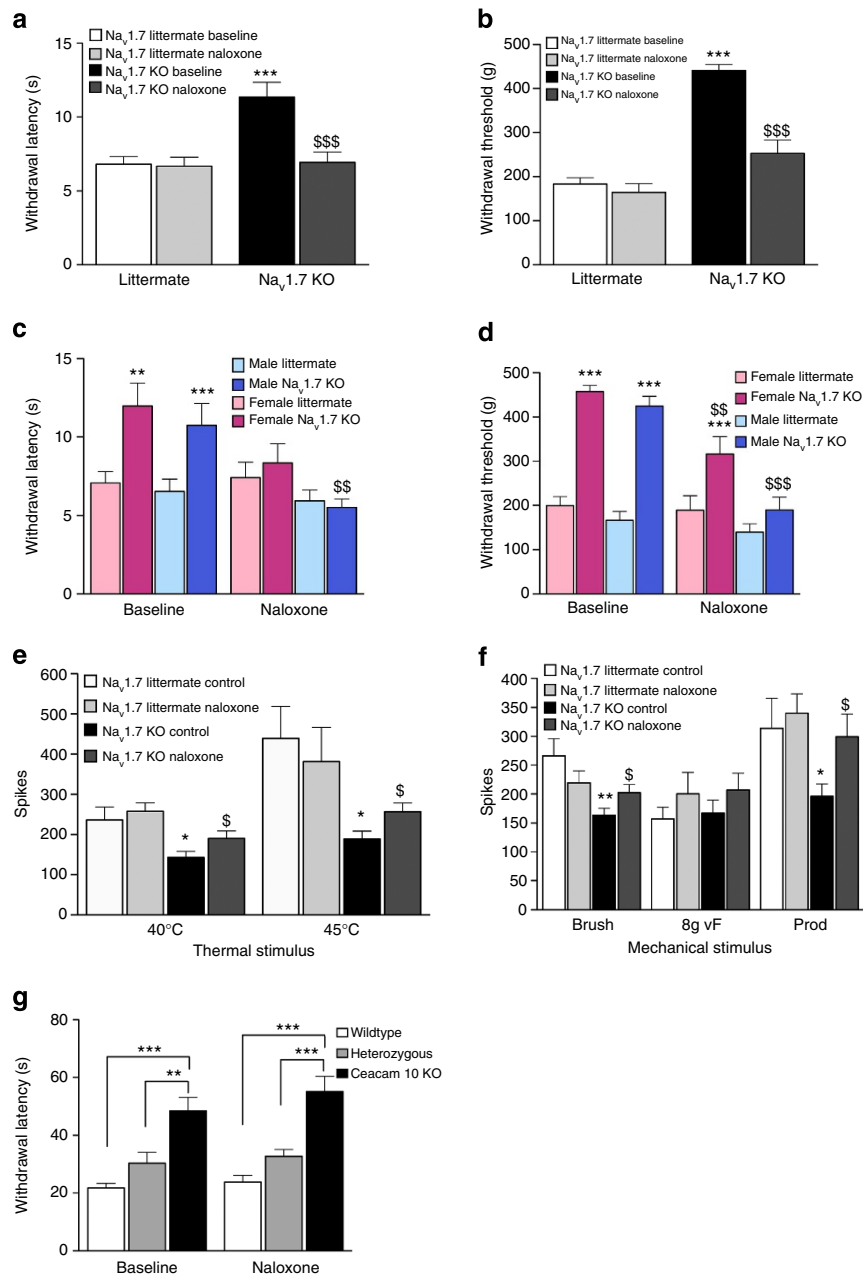 a
Withdrawal latency (s)
15
10
5
0
Nav1.7 littermate baseline
Nav1.7 littermate naloxone
Nav1.7 KO baseline
Nav1.7 KO naloxone
***
$$$
Littermate
Nav1.7 KO
b
Withdrawal threshold (g)
500
400
300
200
100
0
Nav1.7 littermate baseline
Nav1.7 littermate naloxone
Nav1.7 KO baseline
Nav1.7 KO naloxone
***
$$$
Littermate
Nav1.7 KO
c
Withdrawal latency (s)
15
10
5
0
Male littermate
Male Nav1.7 KO
Female littermate
Female Nav1.7 KO
**
***
$$
Baseline
Naloxone
d
Withdrawal threshold (g)
500
400
300
200
100
0
Female littermate
Female Nav1.7 KO
Male littermate
Male Nav1.7 KO
***
***
$$
***
$$$
Baseline
Naloxone
e
Spikes
600
500
400
300
200
100
0
Nav1.7 littermate control
Nav1.7 littermate naloxone
Nav1.7 KO control
Nav1.7 KO naloxone
*
$
*
$
40°C
45°C
Thermal stimulus
f
Spikes
400
350
300
250
200
150
100
50
0
Nav1.7 littermate control
Nav1.7 littermate naloxone
Nav1.7 KO control
Nav1.7 KO naloxone
**
$
*
$
Brush
8g vF
Prod
Mechanical stimulus
g
Withdrawal latency (s)
80
60
40
20
0
Wildtype
Heterozygous
Ceacam 10 KO
***
**
***
***
Baseline
Naloxone